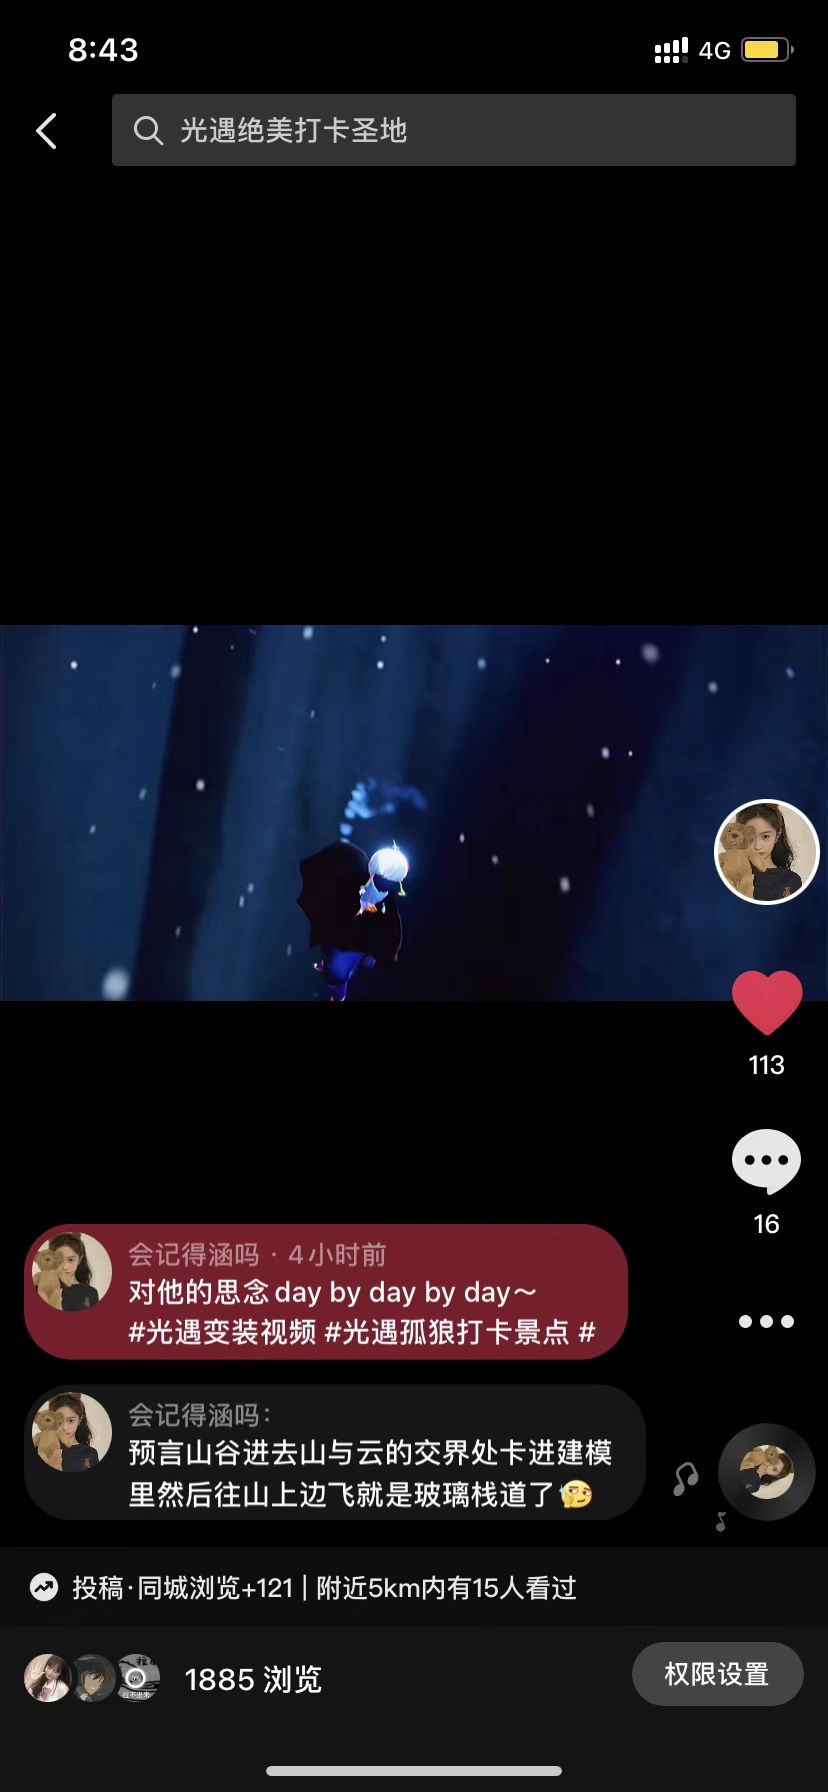 8:43
4G
光遇绝美打卡圣地
113
16
会记得涵吗 · 4小时前
对他的思念day by day by day～
#光遇变装视频 #光遇孤狼打卡景点 #
会记得涵吗：
预言山谷进去山与云的交界处卡进建模
里然后往山上边飞就是玻璃栈道了
投稿·同城浏览+121 | 附近5km内有15人看过
1885 浏览
权限设置